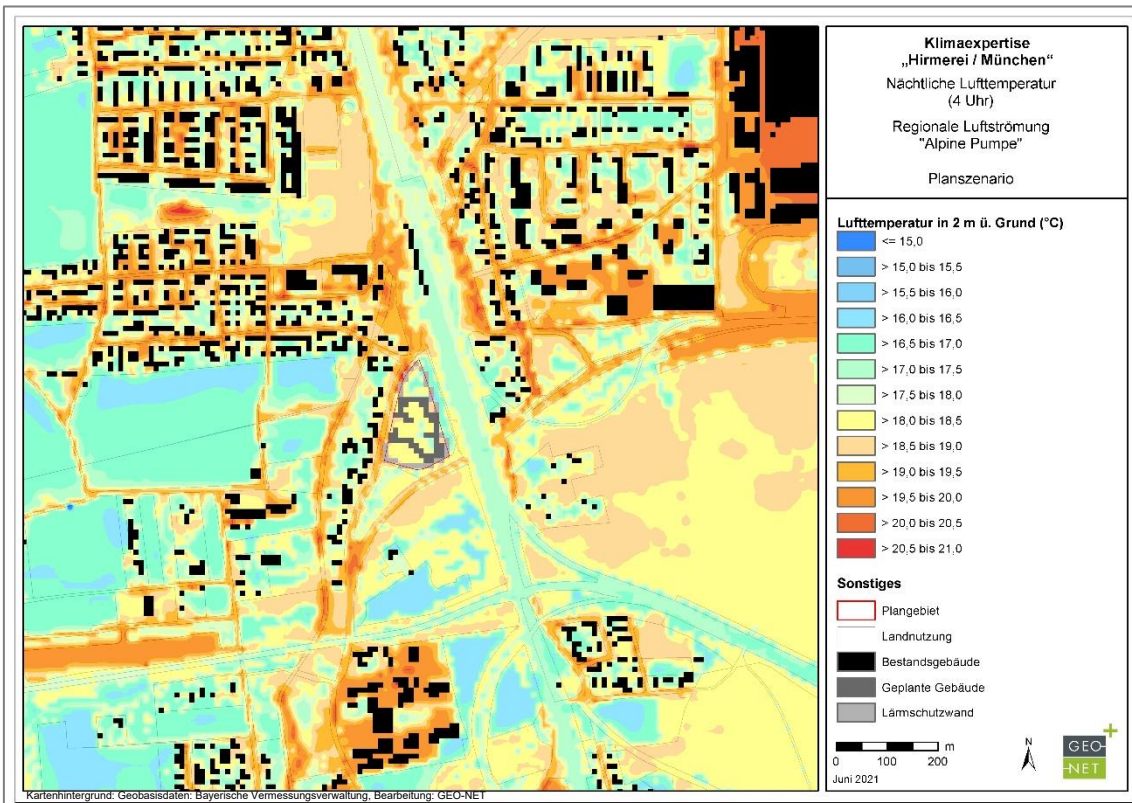 Klimaexpertise
„Hirmerei / München“
Nächtliche Lufttemperatur
(4 Uhr)
Regionale Luftströmung
"Alpine Pumpe"
Planszenario
Lufttemperatur in 2 m ü. Grund (°C)
<= 15,0
> 15,0 bis 15,5
> 15,5 bis 16,0
> 16,0 bis 16,5
> 16,5 bis 17,0
> 17,0 bis 17,5
> 17,5 bis 18,0
> 18,0 bis 18,5
> 18,5 bis 19,0
> 19,0 bis 19,5
> 19,5 bis 20,0
> 20,0 bis 20,5
> 20,5 bis 21,0
Sonstiges
Plangebiet
Landnutzung
Bestandsgebäude
Geplante Gebäude
Lärmschutzwand
0 100 200 m
N
GEO-
-NET
Juni 2021
Kartenhintergrund: Geobasisdaten: Bayerische Vermessungsverwaltung, Bearbeitung: GEO-NET